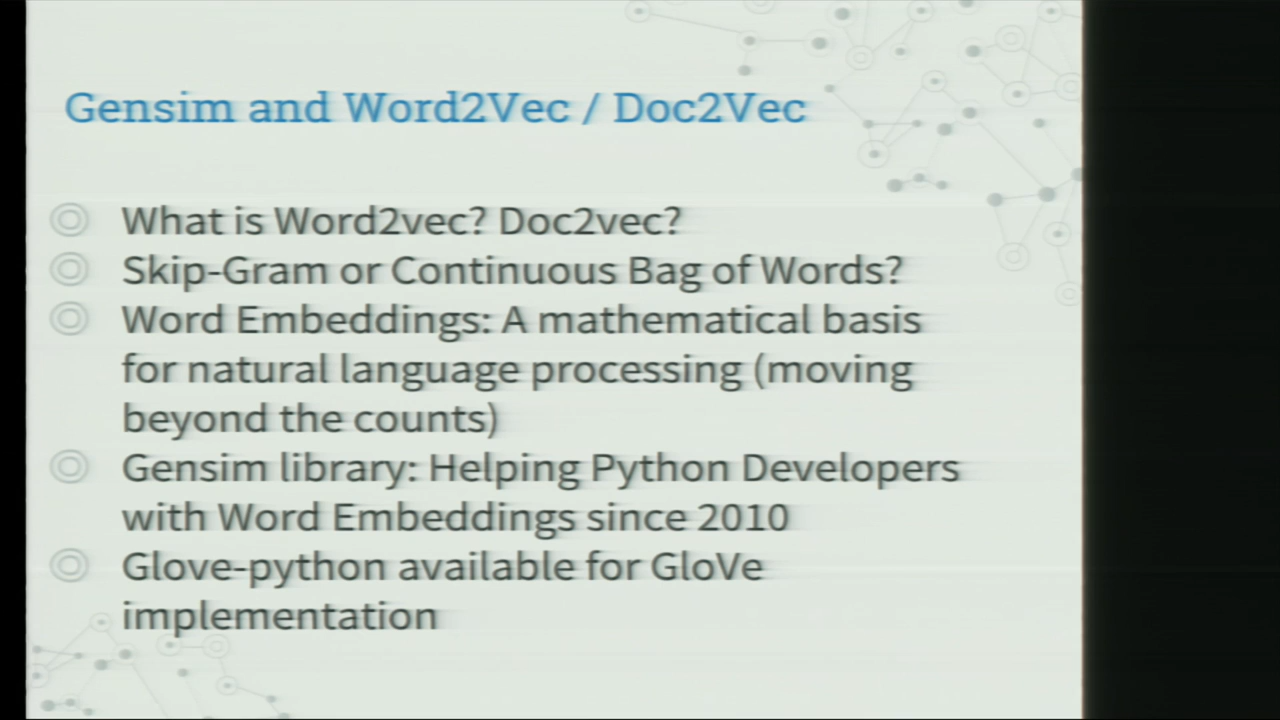 Gensim and Word2Vec / Doc2Vec
What is Word2vec? Doc2vec?
Skip-Gram or Continuous Bag of Words?
Word Embeddings: A mathematical basis
for natural language processing (moving
beyond the counts)
Gensim library: Helping Python Developers
with Word Embeddings since 2010
Glove-python available for GloVe
implementation